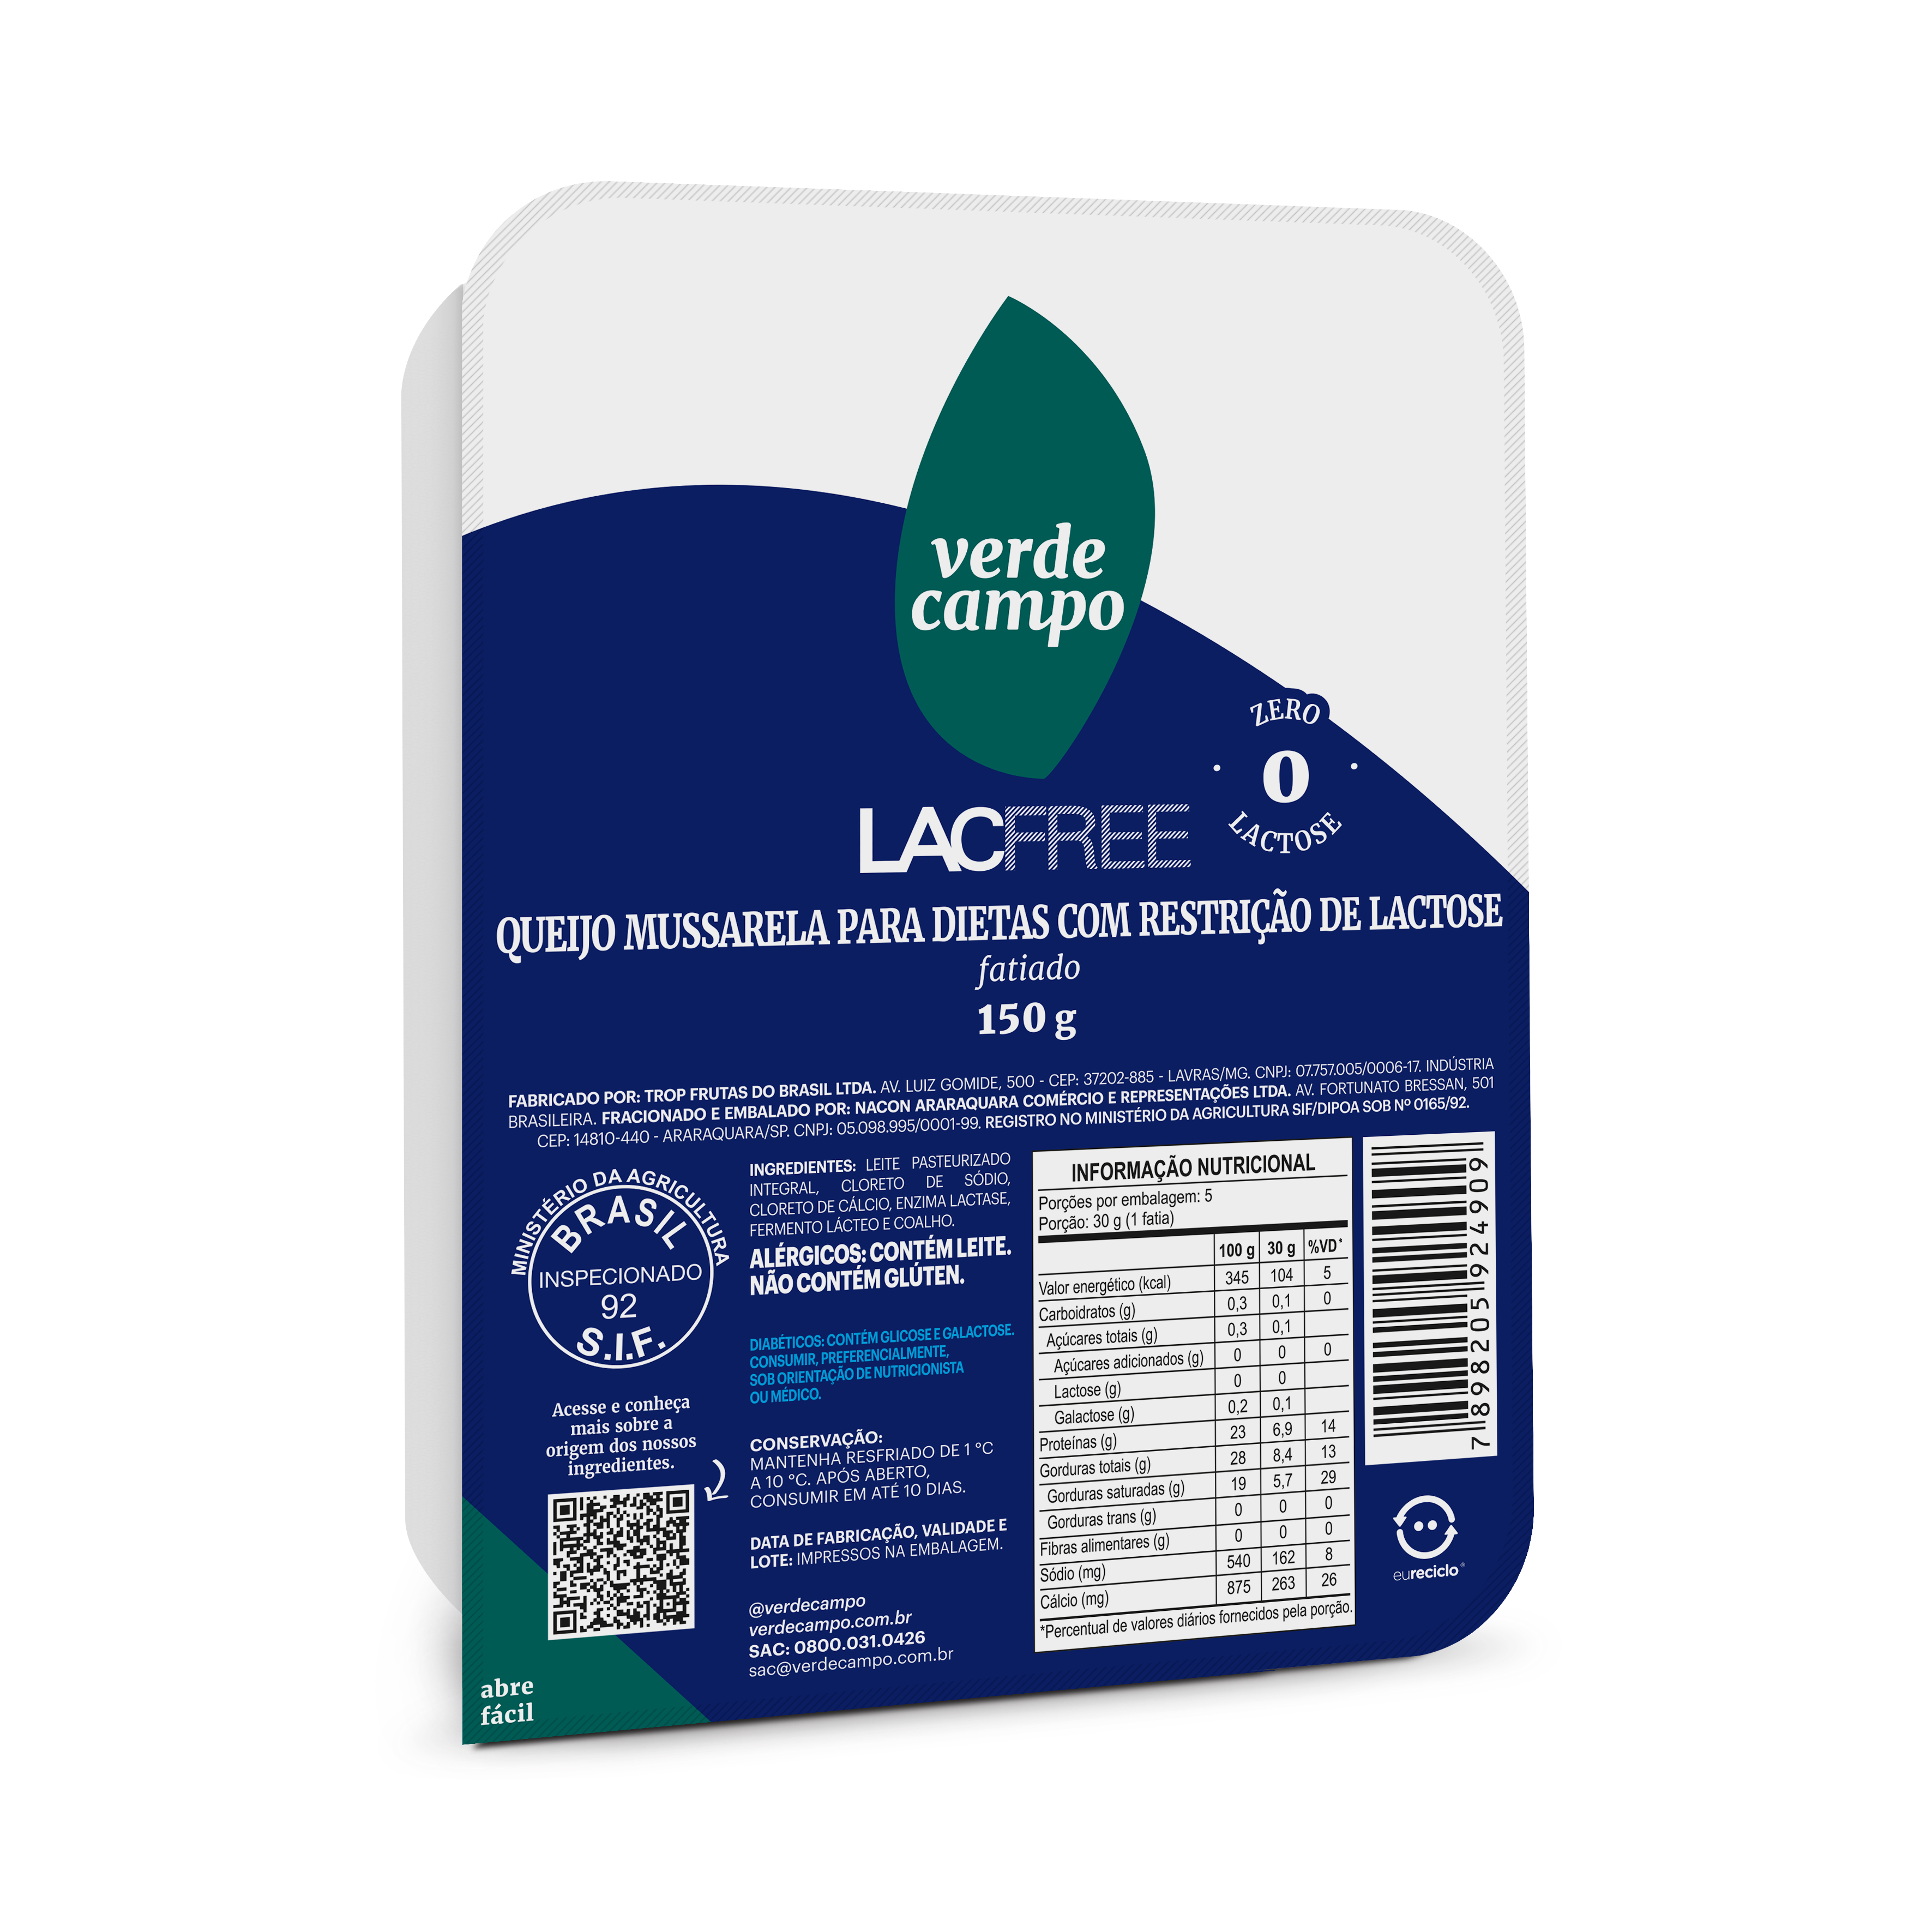 verde
campo
ZERO
0
LACTOSE
LACFREE
QUEIJO MUSSARELA PARA DIETAS COM RESTRIÇÃO DE LACTOSE
fatiado
150 g
FABRICADO POR: TROP FRUTAS DO BRASIL LTDA. AV. LUIZ GOMIDE, 500 - CEP: 37202-885 - LAVRAS/MG. CNPJ: 07.757.005/0006-17. INDÚSTRIA
BRASILEIRA. FRACIONADO E EMBALADO POR: NACON ARARAQUARA COMÉRCIO E REPRESENTAÇÕES LTDA. AV. FORTUNATO BRESSAN, 501
CEP: 14810-440 - ARARAQUARA/SP. CNPJ: 05.098.995/0001-99. REGISTRO NO MINISTÉRIO DA AGRICULTURA SIF/DIPOA SOB Nº 0165/92.
MINISTÉRIO DA AGRICULTURA
BRASIL
INSPECIONADO
92
S.I.F.
Acesse e conheça
mais sobre a
origem dos nossos
ingredientes.
abre
fácil
INGREDIENTES: LEITE PASTEURIZADO
INTEGRAL, CLORETO DE SÓDIO,
CLORETO DE CÁLCIO, ENZIMA LACTASE,
FERMENTO LÁCTEO E COALHO.
ALÉRGICOS: CONTÉM LEITE.
NÃO CONTÉM GLÚTEN.
DIABÉTICOS: CONTÉM GLICOSE E GALACTOSE.
CONSUMIR, PREFERENCIALMENTE,
SOB ORIENTAÇÃO DE NUTRICIONISTA
OU MÉDICO.
CONSERVAÇÃO:
MANTENHA RESFRIADO DE 1 °C
A 10 °C. APÓS ABERTO,
CONSUMIR EM ATÉ 10 DIAS.
DATA DE FABRICAÇÃO, VALIDADE E
LOTE: IMPRESSOS NA EMBALAGEM.
@verdecampo
verdecampo.com.br
SAC: 0800.031.0426
sac@verdecampo.com.br
INFORMAÇÃO NUTRICIONAL
Porções por embalagem: 5
Porção: 30 g (1 fatia)
100 g 30 g %VD*
Valor energético (kcal) 345 104 5
Carboidratos (g) 0,3 0,1 0
Açúcares totais (g) 0,3 0,1
Açúcares adicionados (g) 0 0 0
Lactose (g) 0 0
Galactose (g) 0,2 0,1
Proteínas (g) 23 6,9 14
Gorduras totais (g) 28 8,4 13
Gorduras saturadas (g) 19 5,7 29
Gorduras trans (g) 0 0 0
Fibras alimentares (g) 0 0 0
Sódio (mg) 540 162 8
Cálcio (mg) 875 263 26
*Percentual de valores diários fornecidos pela porção.
7 898205 924909
eureciclo®